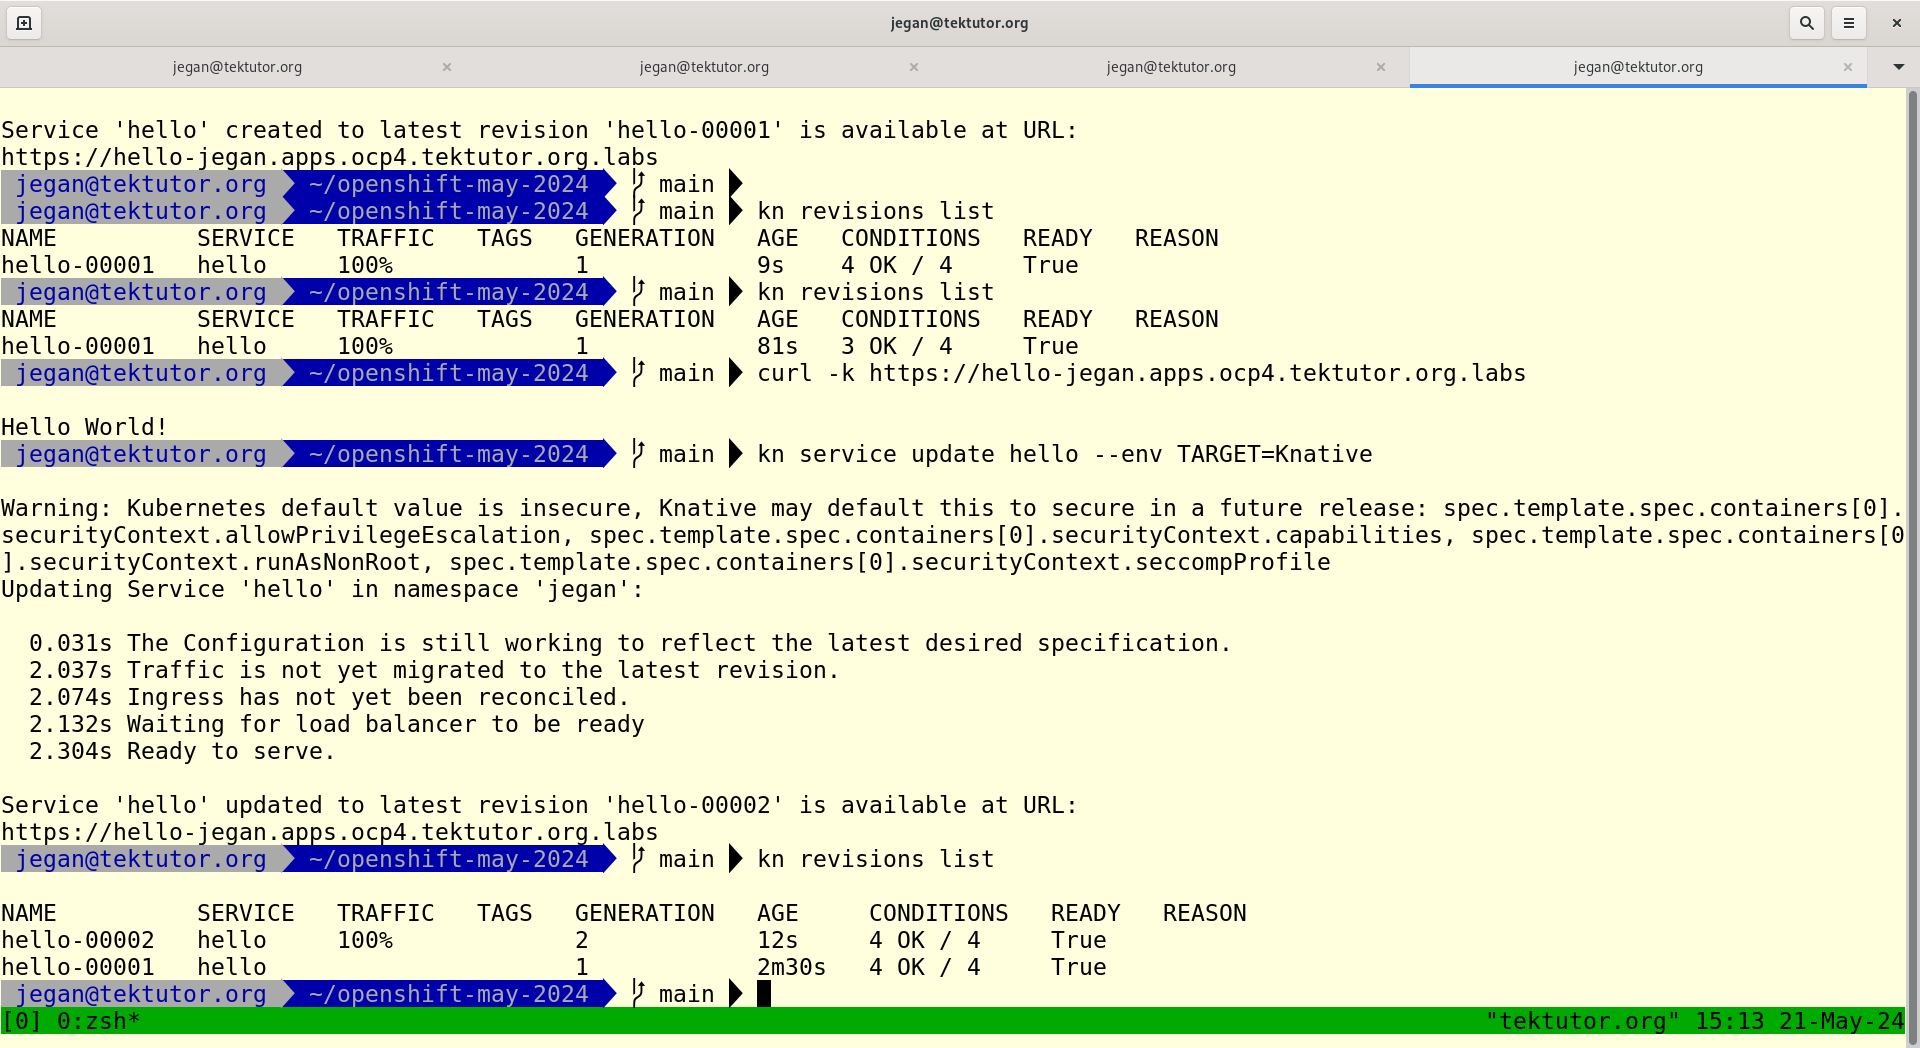 jegan@tektutor.org
jegan@tektutor.org jegan@tektutor.org jegan@tektutor.org jegan@tektutor.org
Service 'hello' created to latest revision 'hello-00001' is available at URL:
https://hello-jegan.apps.ocp4.tektutor.org.labs
jegan@tektutor.org ~/openshift-may-2024 main
jegan@tektutor.org ~/openshift-may-2024 main kn revisions list
NAME SERVICE TRAFFIC TAGS GENERATION AGE CONDITIONS READY REASON
hello-00001 hello 100% 1 9s 4 OK / 4 True
jegan@tektutor.org ~/openshift-may-2024 main kn revisions list
NAME SERVICE TRAFFIC TAGS GENERATION AGE CONDITIONS READY REASON
hello-00001 hello 100% 1 81s 3 OK / 4 True
jegan@tektutor.org ~/openshift-may-2024 main curl -k https://hello-jegan.apps.ocp4.tektutor.org.labs
Hello World!
jegan@tektutor.org ~/openshift-may-2024 main kn service update hello --env TARGET=Knative
Warning: Kubernetes default value is insecure, Knative may default this to secure in a future release: spec.template.spec.containers[0].
securityContext.allowPrivilegeEscalation, spec.template.spec.containers[0].securityContext.capabilities, spec.template.spec.containers[0
].securityContext.runAsNonRoot, spec.template.spec.containers[0].securityContext.seccompProfile
Updating Service 'hello' in namespace 'jegan':
0.031s The Configuration is still working to reflect the latest desired specification.
2.037s Traffic is not yet migrated to the latest revision.
2.074s Ingress has not yet been reconciled.
2.132s Waiting for load balancer to be ready
2.304s Ready to serve.
Service 'hello' updated to latest revision 'hello-00002' is available at URL:
https://hello-jegan.apps.ocp4.tektutor.org.labs
jegan@tektutor.org ~/openshift-may-2024 main kn revisions list
NAME SERVICE TRAFFIC TAGS GENERATION AGE CONDITIONS READY REASON
hello-00002 hello 100% 2 12s 4 OK / 4 True
hello-00001 hello 1 2m30s 4 OK / 4 True
jegan@tektutor.org ~/openshift-may-2024 main
[0] 0:zsh* "tektutor.org" 15:13 21-May-24